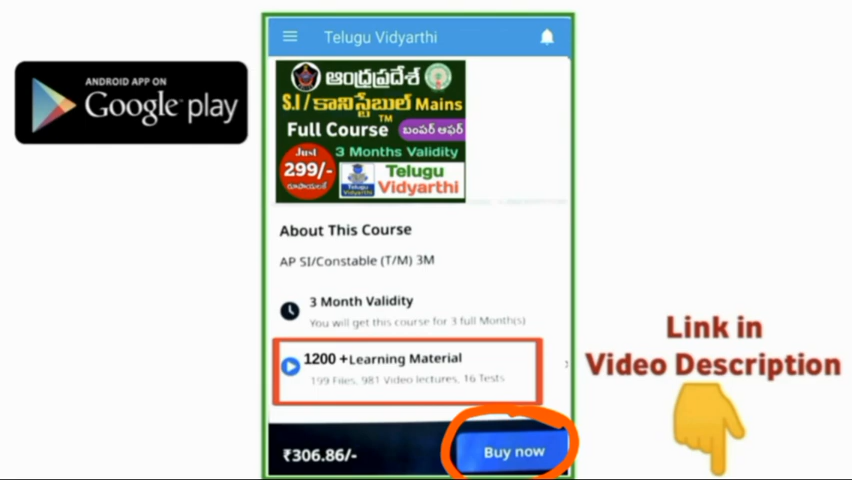 ANDROID APP ON
Google play
Telugu Vidyarthi
ఆంధ్రప్రదేశ్
S.I / కానిస్టేబుల్ Mains
TM
Full Course బంపర్ ఆఫర్
Just
299/-
రూపాయలకే
3 Months Validity
Telugu
Vidyarthi
Telugu
Vidyarthi
About This Course
AP SI/Constable (T/M) 3M
3 Month Validity
You will get this course for 3 full Month(s)
1200 +Learning Material
199 Files, 981 Video lectures, 16 Tests
₹306.86/-
Buy now
Link in
Video Description